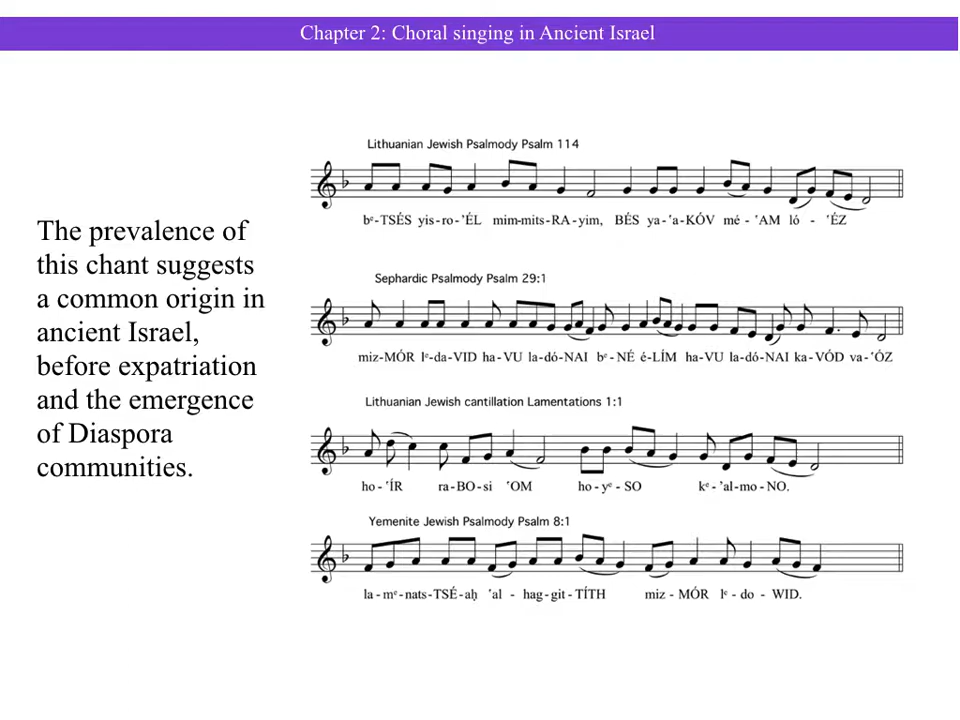 Chapter 2: Choral singing in Ancient Israel
The prevalence of
this chant suggests
a common origin in
ancient Israel,
before expatriation
and the emergence
of Diaspora
communities.
Lithuanian Jewish Psalmody Psalm 114
bᵉ-TSÉS yis-ro-'ÉL mim-mits-RA-yim, BÉS ya-'a-KÓV mé - 'AM ló - 'ÉZ
Sephardic Psalmody Psalm 29:1
miz-MÓR lᵉ-da-VID ha-VU la-dó-NAI bᵉ-NÉ é-LÍM ha-VU la-dó-NAI ka-VÓD va-'ÓZ
Lithuanian Jewish cantillation Lamentations 1:1
ho-'ÍR ra-BO-si 'OM ho-yᵉ-SO kᵉ-'al-mo-NO.
Yemenite Jewish Psalmody Psalm 8:1
la-mᵉ-nats-TSÉ-aḥ 'al - hag-git-TÍTH miz - MÓR lᵉ - do - WID.